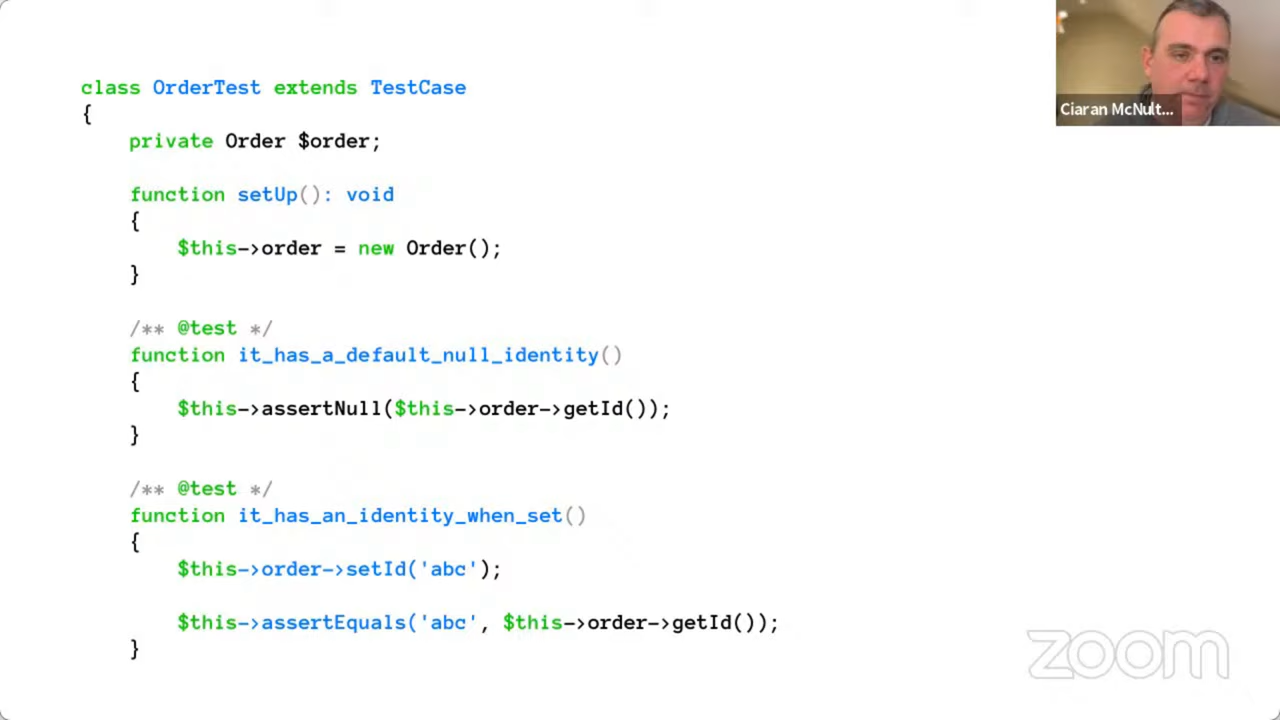 class OrderTest extends TestCase
{
    private Order $order;

    function setUp(): void
    {
        $this->order = new Order();
    }

    /** @test */
    function it_has_a_default_null_identity()
    {
        $this->assertNull($this->order->getId());
    }

    /** @test */
    function it_has_an_identity_when_set()
    {
        $this->order->setId('abc');

        $this->assertEquals('abc', $this->order->getId());
    }
Ciaran McNult...
zoom